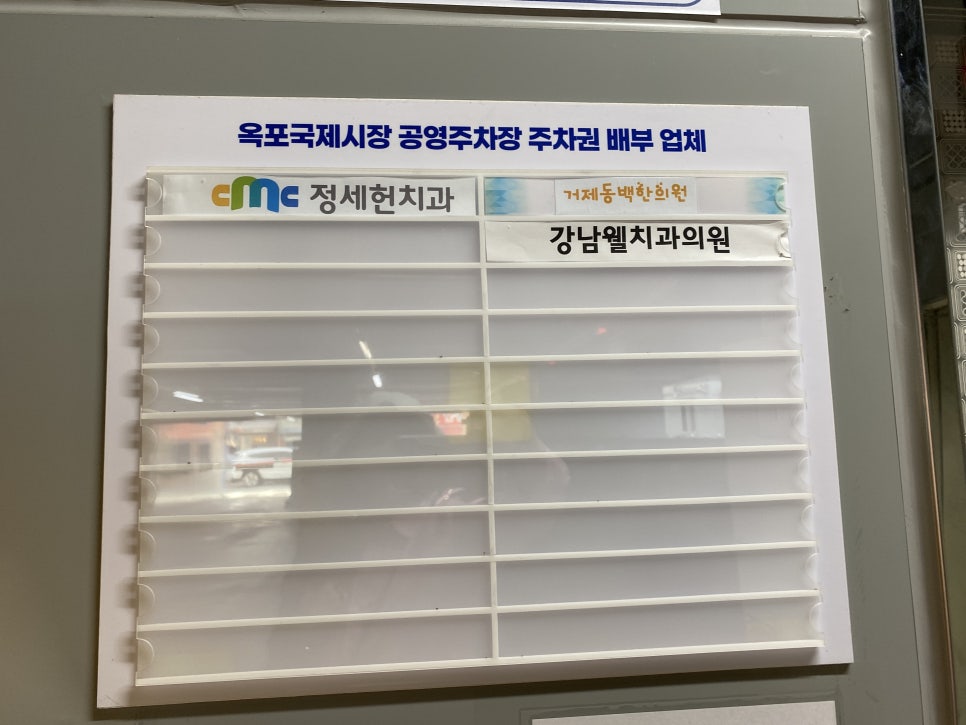 옥포국제시장 공영주차장 주차권 배부 업체
cmc 정세헌치과
거제동백한의원
강남웰치과의원